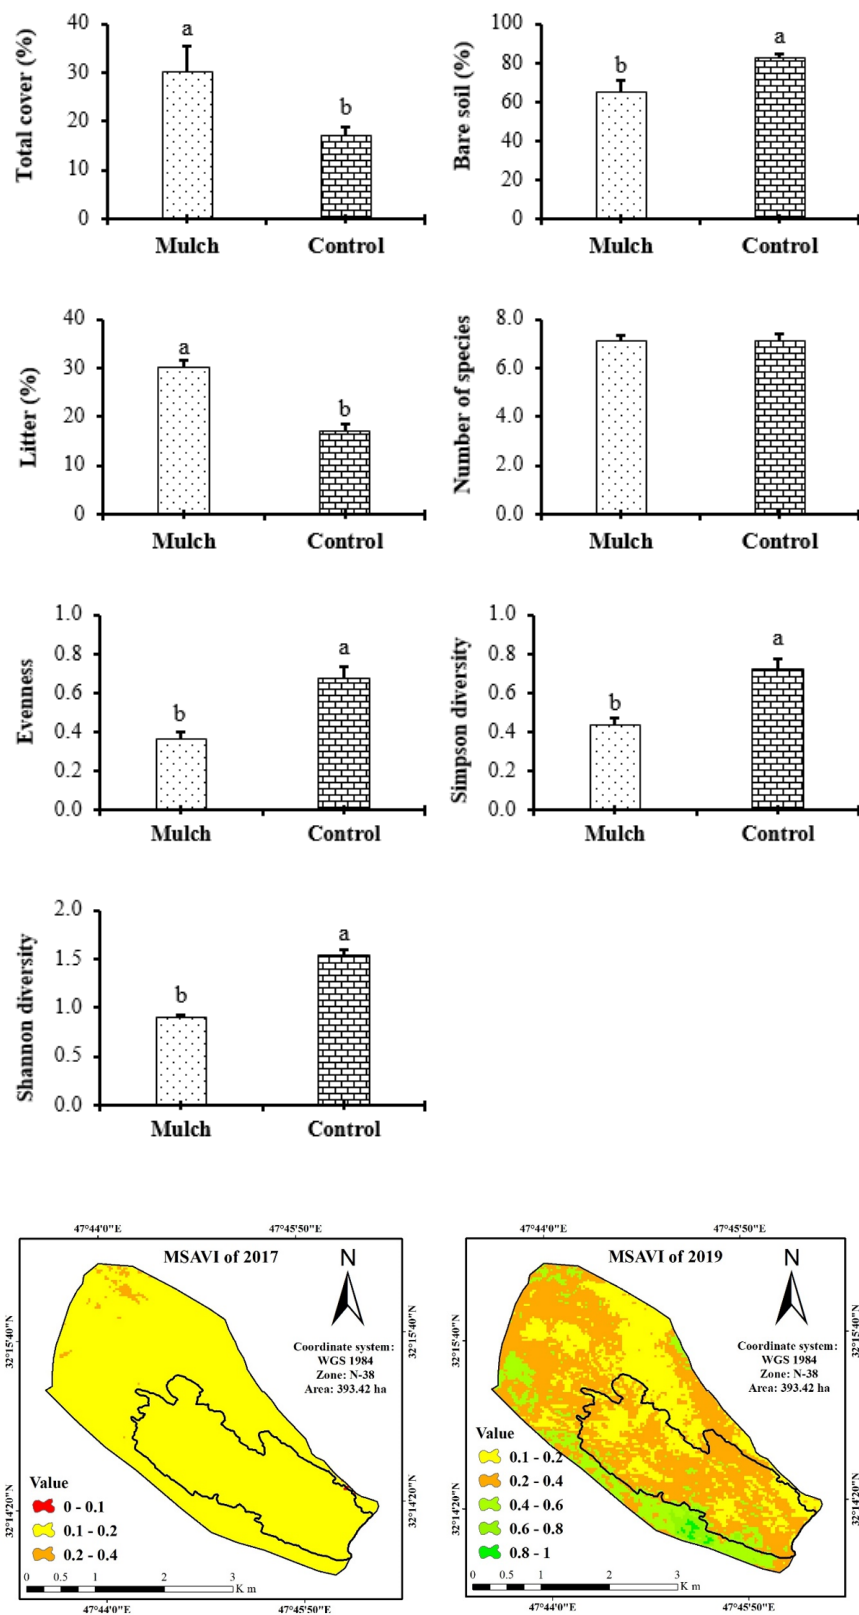 Total cover (%)
40
30
20
10
0
a
b
Mulch Control
Bare soil (%)
100
80
60
40
20
0
b
a
Mulch Control
Litter (%)
40
30
20
10
0
a
b
Mulch Control
Number of species
8.0
6.0
4.0
2.0
0.0
Mulch Control
Evenness
1.0
0.8
0.6
0.4
0.2
0.0
b
a
Mulch Control
Simpson diversity
1.0
0.8
0.6
0.4
0.2
0.0
b
a
Mulch Control
Shannon diversity
2.0
1.5
1.0
0.5
0.0
b
a
Mulch Control
47°44'0"E 47°45'50"E
MSAVI of 2017
N
Coordinate system:
WGS 1984
Zone: N-38
Area: 393.42 ha
32°15'40"N
32°15'40"N
32°14'20"N
32°14'20"N
Value
0 - 0.1
0.1 - 0.2
0.2 - 0.4
0 0.5 1 2 3
K m
47°44'0"E 47°45'50"E
47°44'0"E 47°45'50"E
MSAVI of 2019
N
Coordinate system:
WGS 1984
Zone: N-38
Area: 393.42 ha
32°15'40"N
32°15'40"N
32°14'20"N
32°14'20"N
Value
0.1 - 0.2
0.2 - 0.4
0.4 - 0.6
0.6 - 0.8
0.8 - 1
0 0.5 1 2 3
K m
47°44'0"E 47°45'50"E